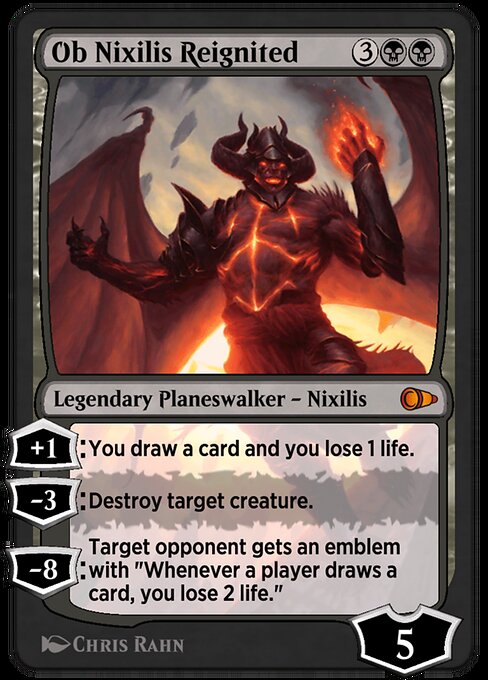 Ob Nixilis Reignited 3
Legendary Planeswalker – Nixilis
+1 : You draw a card and you lose 1 life.
−3 : Destroy target creature.
−8 : Target opponent gets an emblem
with "Whenever a player draws a
card, you lose 2 life."
Chris Rahn
5